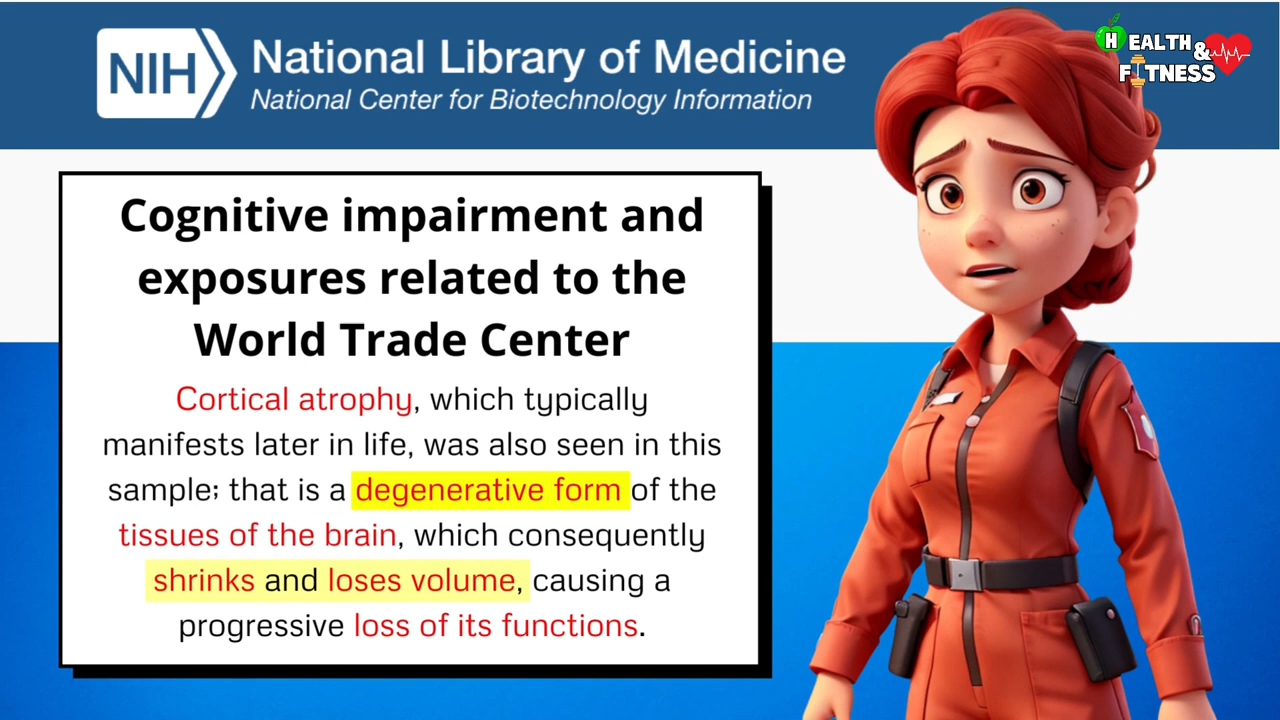 NIH
National Library of Medicine
National Center for Biotechnology Information
HEALTH
&
FITNESS
Cognitive impairment and
exposures related to the
World Trade Center
Cortical atrophy, which typically
manifests later in life, was also seen in this
sample; that is a degenerative form of the
tissues of the brain, which consequently
shrinks and loses volume, causing a
progressive loss of its functions.